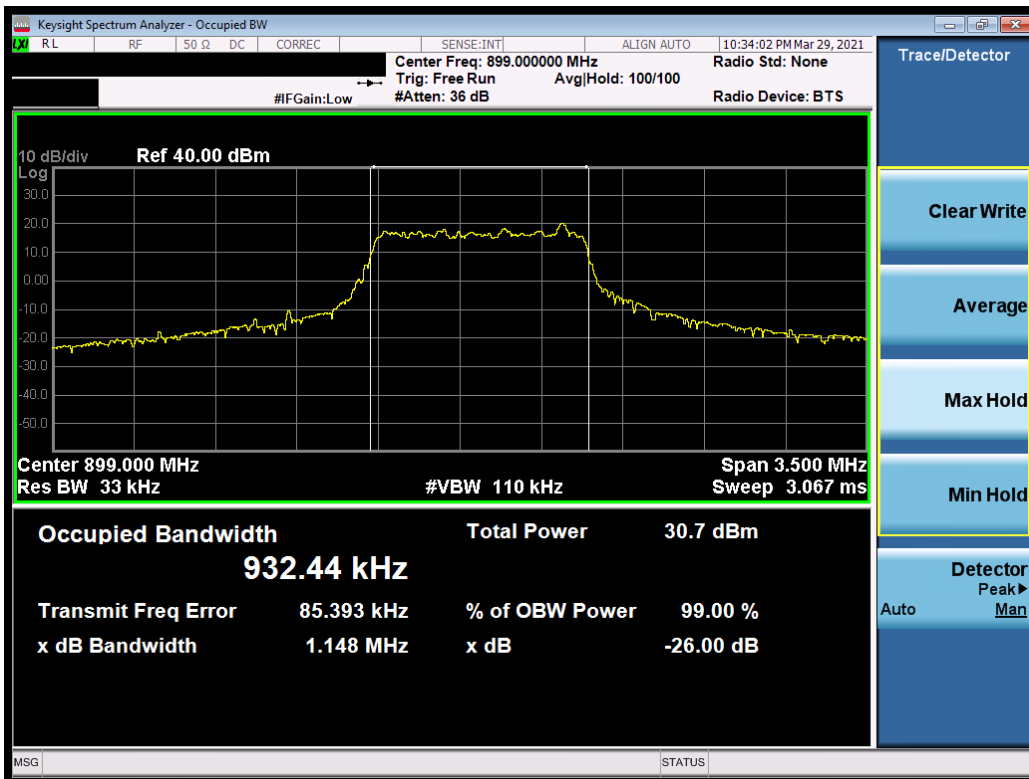 Keysight Spectrum Analyzer - Occupied BW
LXI RL RF 50 Ω DC CORREC SENSE:INT ALIGN AUTO 10:34:02 PM Mar 29, 2021
Center Freq: 899.000000 MHz Radio Std: None
Trig: Free Run Avg|Hold: 100/100
#IFGain:Low #Atten: 36 dB Radio Device: BTS
Trace/Detector
10 dB/div Ref 40.00 dBm
Log
30.0
20.0
10.0
0.00
-10.0
-20.0
-30.0
-40.0
-50.0
Center 899.000 MHz Span 3.500 MHz
Res BW 33 kHz #VBW 110 kHz Sweep 3.067 ms
Occupied Bandwidth Total Power 30.7 dBm
932.44 kHz
Transmit Freq Error 85.393 kHz % of OBW Power 99.00 %
x dB Bandwidth 1.148 MHz x dB -26.00 dB
Clear Write
Average
Max Hold
Min Hold
Detector
Peak▶
Auto Man
MSG STATUS